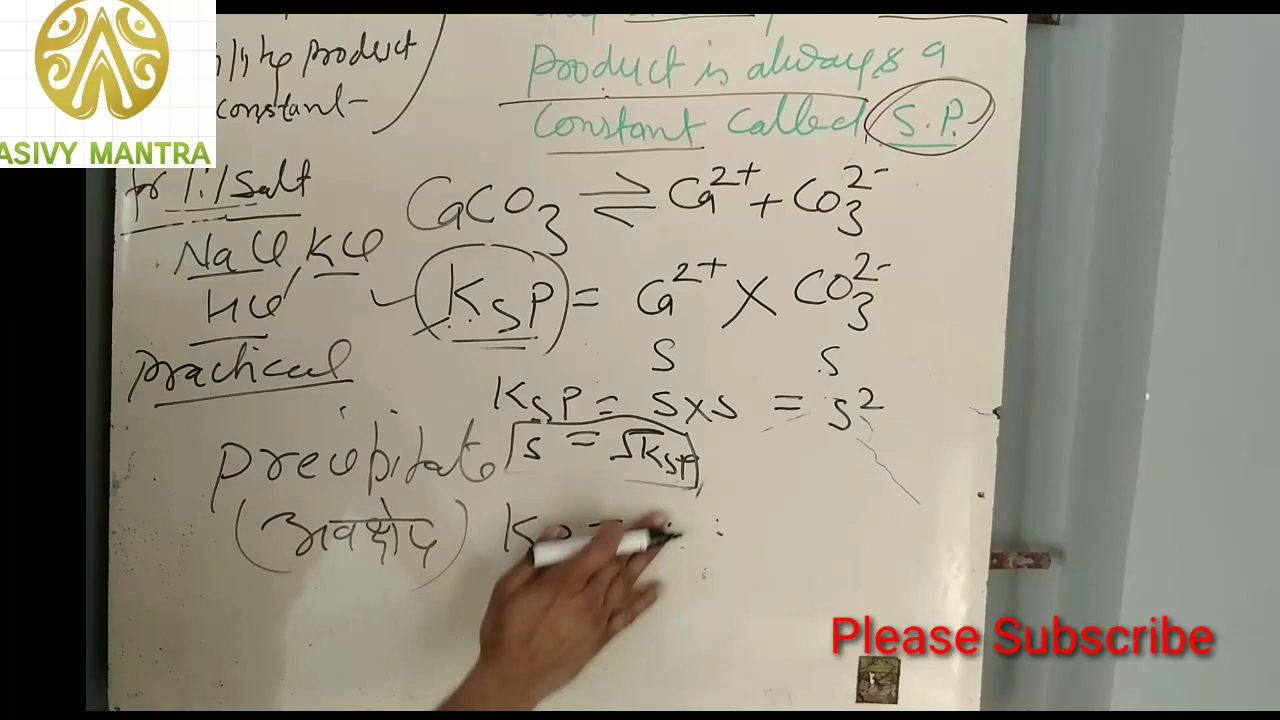 product
constant-
product is always a
constant called S.P.
ASIVY MANTRA
for 1:1 Salt
NaCl / KCl
HCl
CaCO3 ⇌ Ca2+ + CO3 2-
KSP = Ca2+ X CO3 2-
S S
Practical
KSP = S x S = S2
S = √KSP
Precipitate
(अवक्षेप)
Please Subscribe